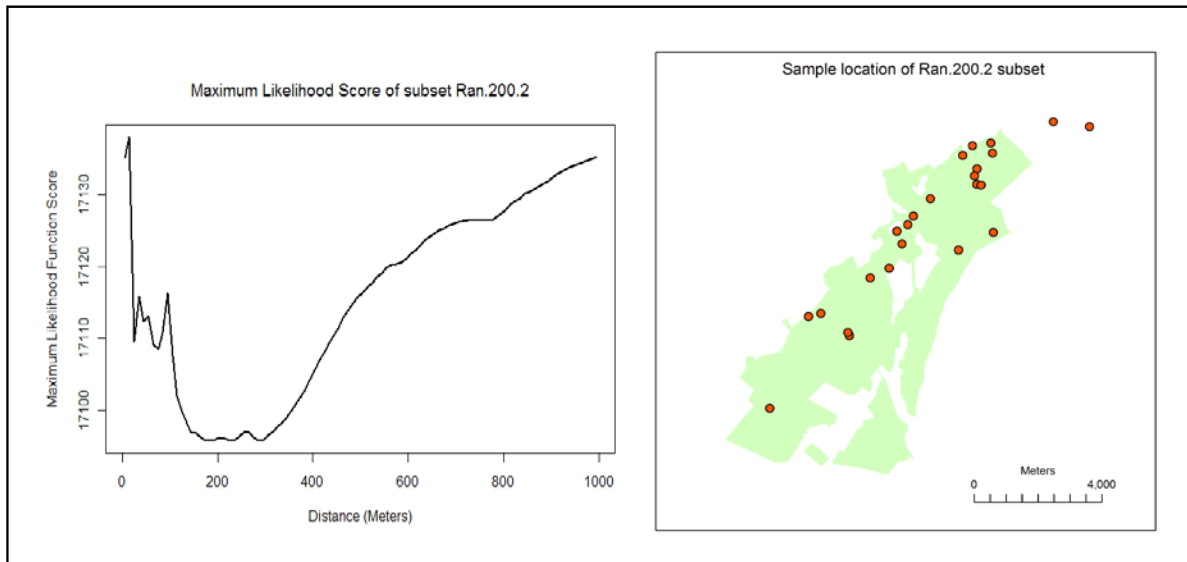 Maximum Likelihood Score of subset Ran.200.2
Maximum Likelihood Function Score
17130
17120
17110
17100
0 200 400 600 800 1000
Distance (Meters)
Sample location of Ran.200.2 subset
Meters
0 4,000